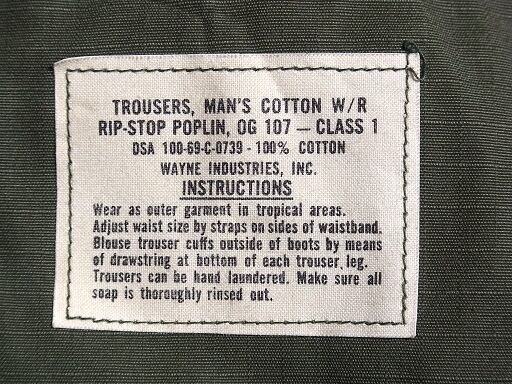 TROUSERS, MAN'S COTTON W/R
RIP-STOP POPLIN, OG 107 — CLASS 1
DSA 100-69-C-0739 - 100% COTTON
WAYNE INDUSTRIES, INC.
INSTRUCTIONS
Wear as outer garment in tropical areas.
Adjust waist size by straps on sides of waistband.
Blouse trouser cuffs outside of boots by means
of drawstring at bottom of each trouser leg.
Trousers can be hand laundered. Make sure all
soap is thoroughly rinsed out.